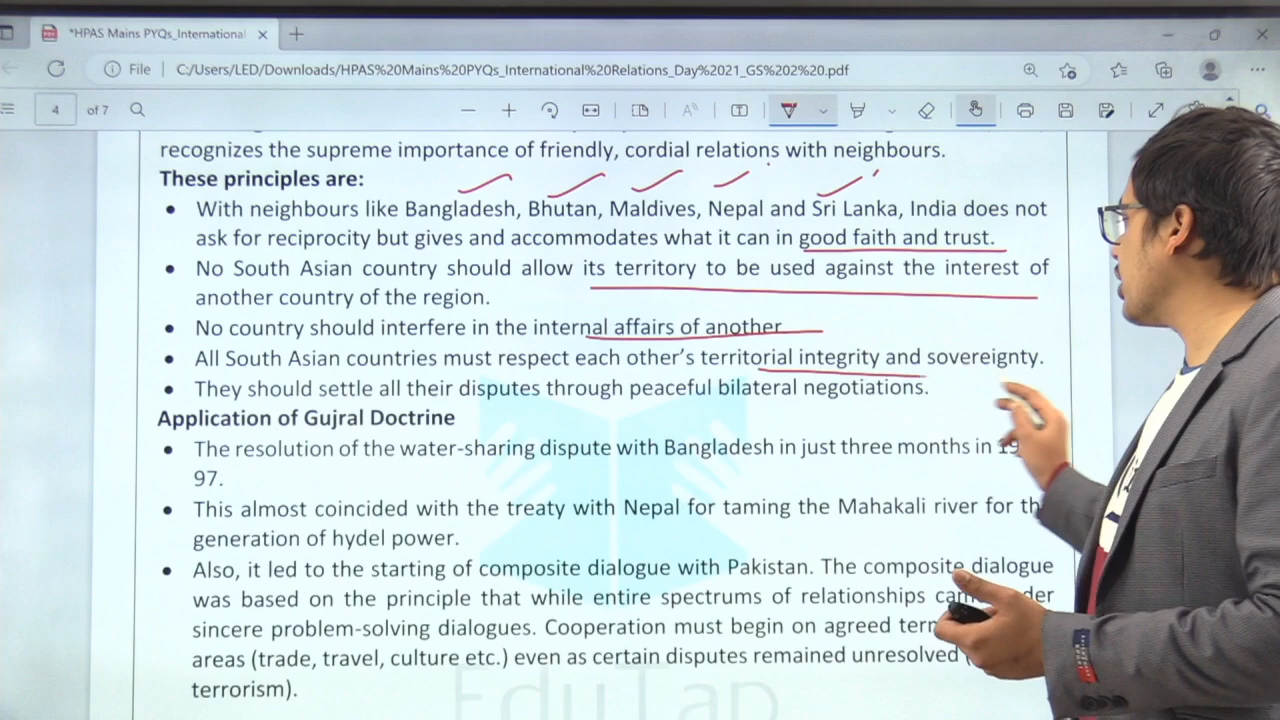 *HPAS Mains PYQs_International
File
C:/Users/LED/Downloads/HPAS%20Mains%20PYQs_International%20Relations_Day%2021_GS%202%20.pdf
4 of 7
recognizes the supreme importance of friendly, cordial relations with neighbours.
These principles are:
• With neighbours like Bangladesh, Bhutan, Maldives, Nepal and Sri Lanka, India does not
ask for reciprocity but gives and accommodates what it can in good faith and trust.
• No South Asian country should allow its territory to be used against the interest of
another country of the region.
• No country should interfere in the internal affairs of another
• All South Asian countries must respect each other's territorial integrity and sovereignty.
• They should settle all their disputes through peaceful bilateral negotiations.
Application of Gujral Doctrine
• The resolution of the water-sharing dispute with Bangladesh in just three months in
97.
• This almost coincided with the treaty with Nepal for taming the Mahakali river for
generation of hydel power.
• Also, it led to the starting of composite dialogue with Pakistan. The composite dialogue
was based on the principle that while entire spectrums of relationships
sincere problem-solving dialogues. Cooperation must begin on agreed
areas (trade, travel, culture etc.) even as certain disputes remained unresolved
terrorism).
EduTap